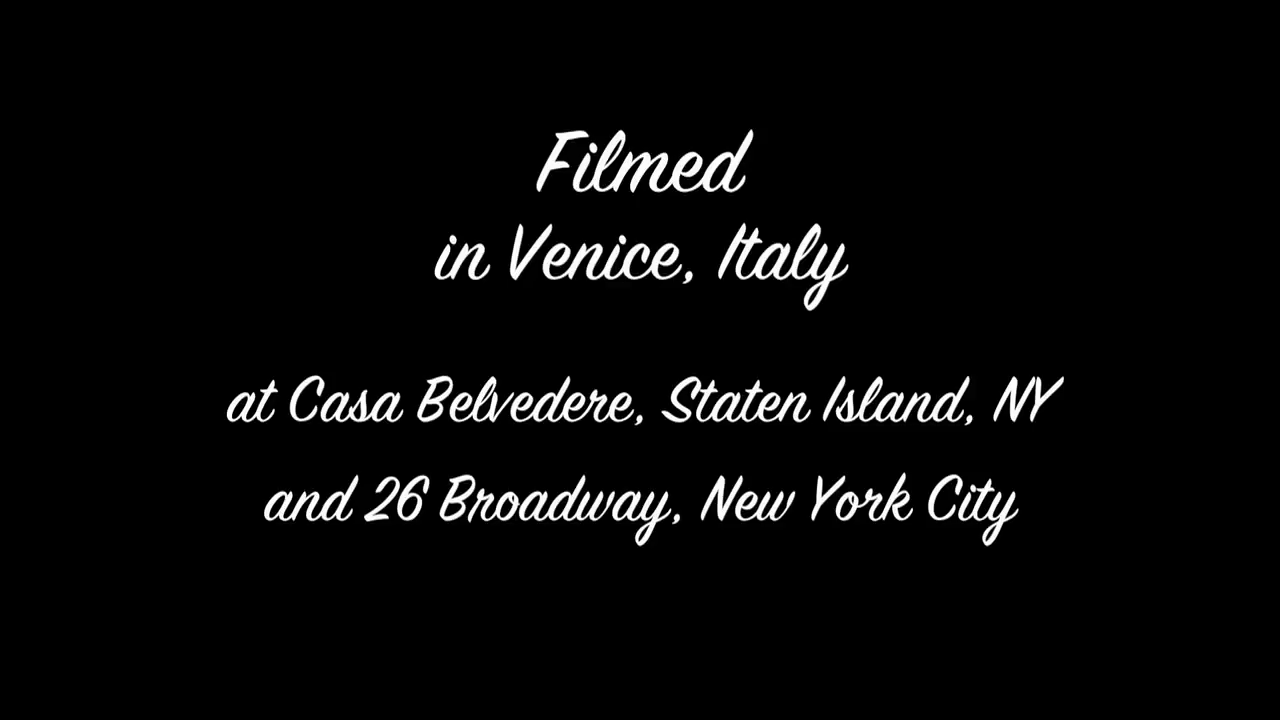 Filmed
in Venice, Italy
at Casa Belvedere, Staten Island, NY
and 26 Broadway, New York City